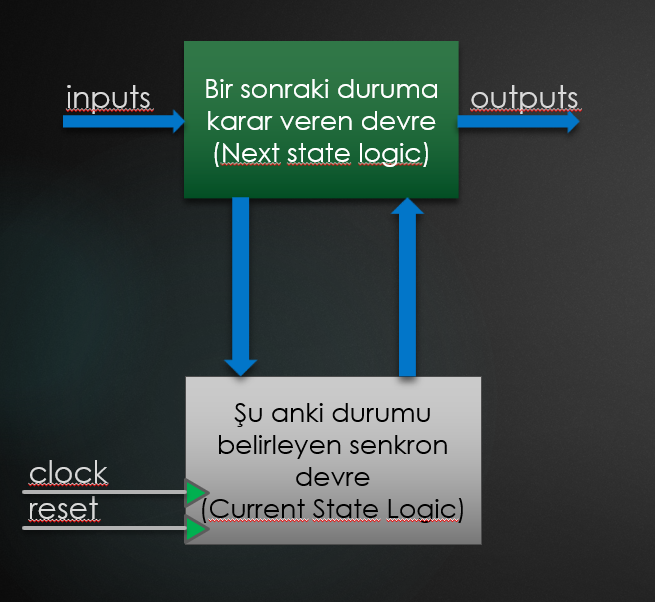 inputs
Bir sonraki duruma
karar veren devre
(Next state logic)
outputs
Şu anki durumu
belirleyen senkron
devre
(Current State Logic)
clock
reset